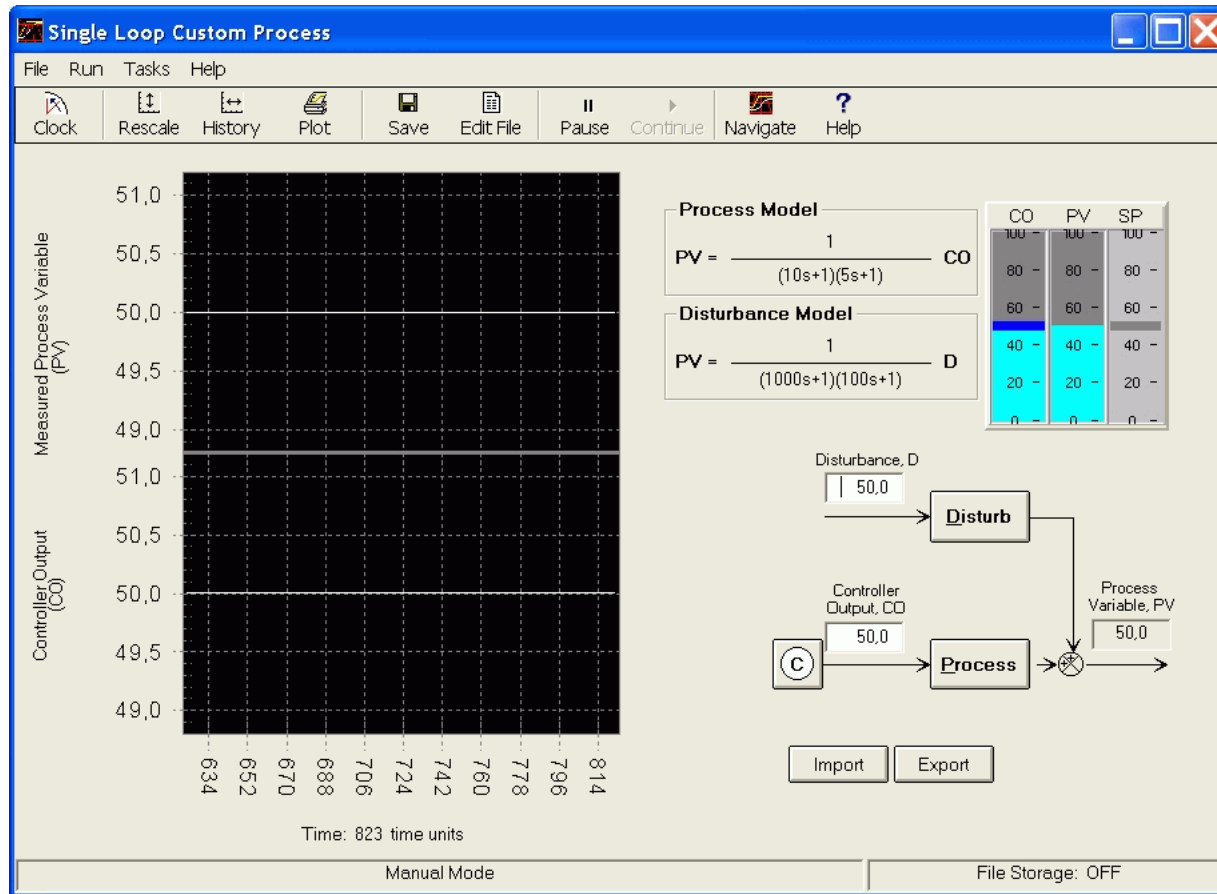 Single Loop Custom Process
File Run Tasks Help
Clock Rescale History Plot Save Edit File Pause Continue Navigate Help
Measured Process Variable
(PV)
51,0
50,5
50,0
49,5
49,0
Controller Output
(CO)
51,0
50,5
50,0
49,5
49,0
634 652 670 688 706 724 742 760 778 796 814
Time: 823 time units
Process Model
1
PV = CO
(10s+1)(5s+1)
Disturbance Model
1
PV = D
(1000s+1)(100s+1)
CO PV SP
100 100 100
80 80 80
60 60 60
40 40 40
20 20 20
0 0 0
Disturbance, D
50,0
Disturb
Controller
Output, CO
50,0
C
Process
Process
Variable, PV
50,0
Import Export
Manual Mode File Storage: OFF